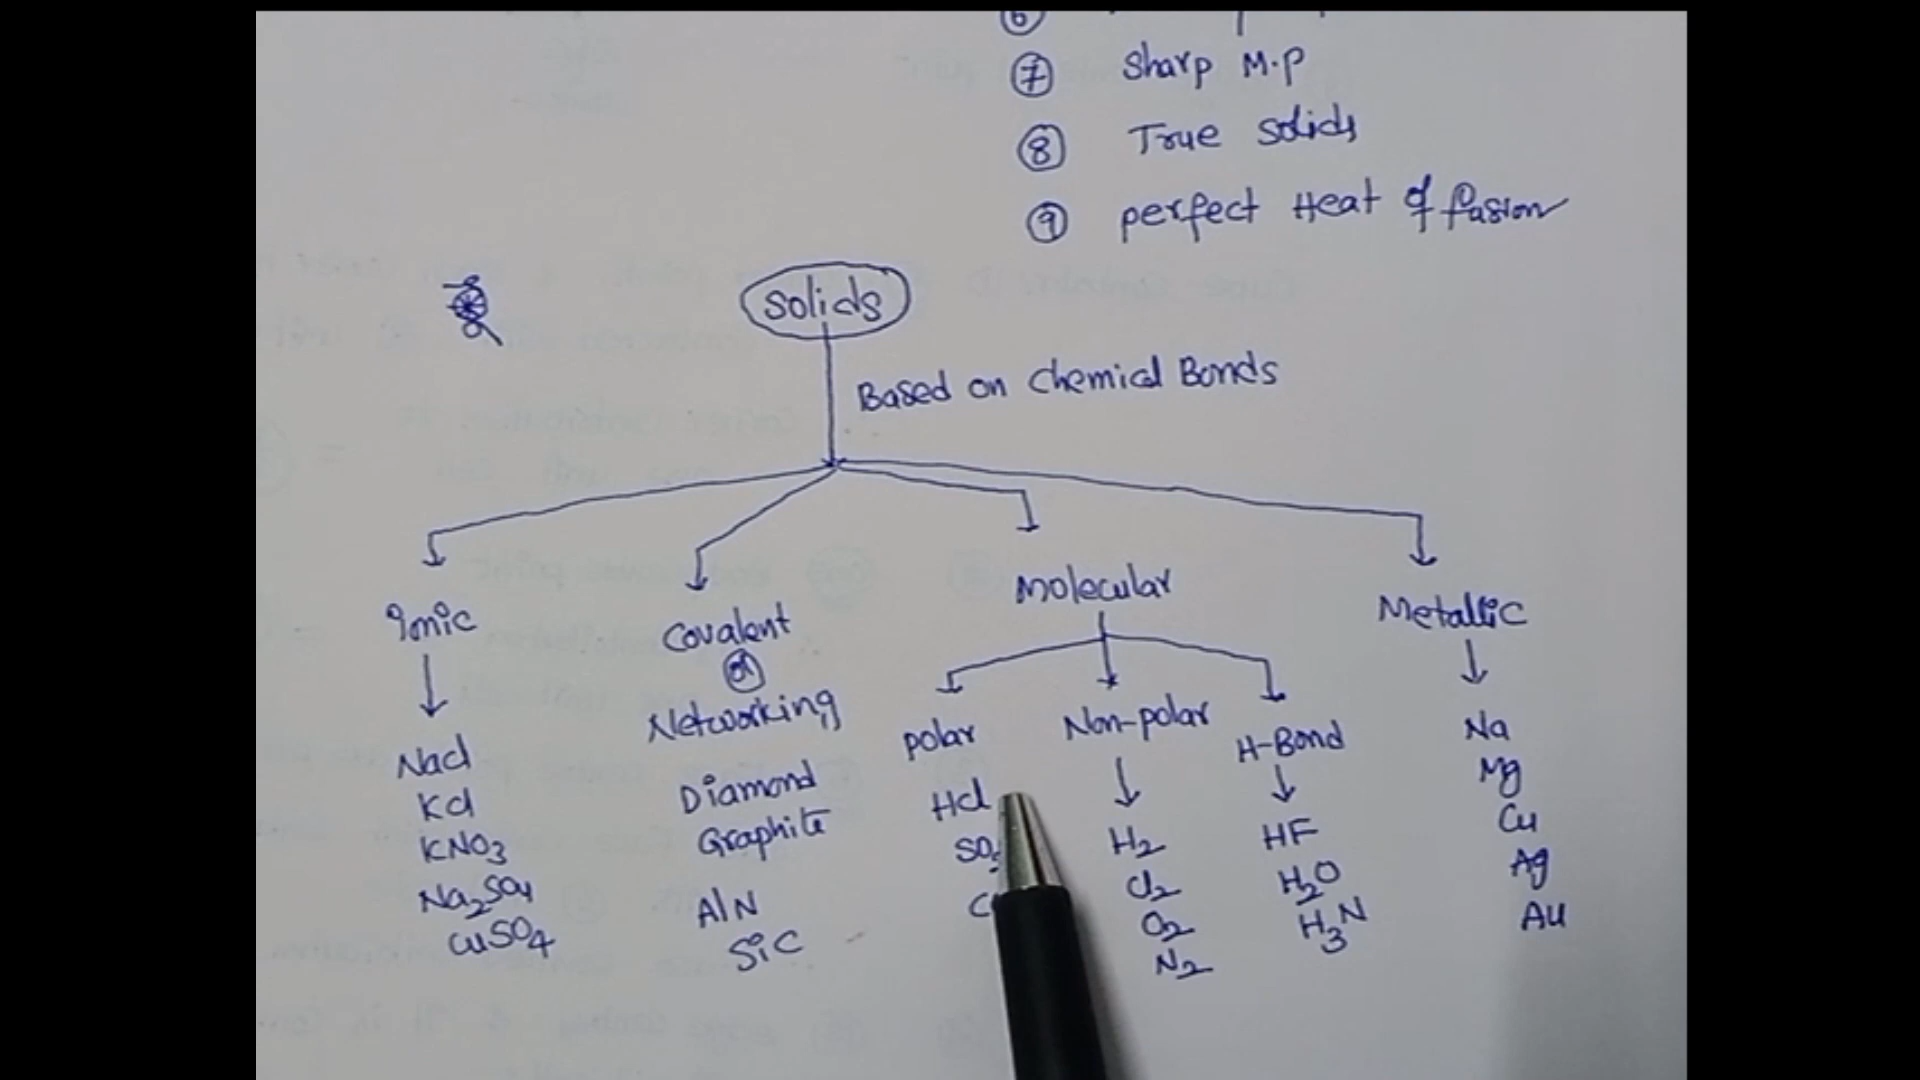 ⑦ Sharp M.P
⑧ True Solids
⑨ perfect Heat of fusion
Solids
Based on Chemical Bonds
Ionic
Covalent
or
Networking
Molecular
Metallic
polar
Non-polar
H-Bond
NaCl
KCl
KNO3
Na2SO4
CuSO4
Diamond
Graphite
AlN
SiC
HCl
SO2
H2
Cl2
O2
N2
HF
H2O
H3N
Na
Mg
Cu
Ag
Au